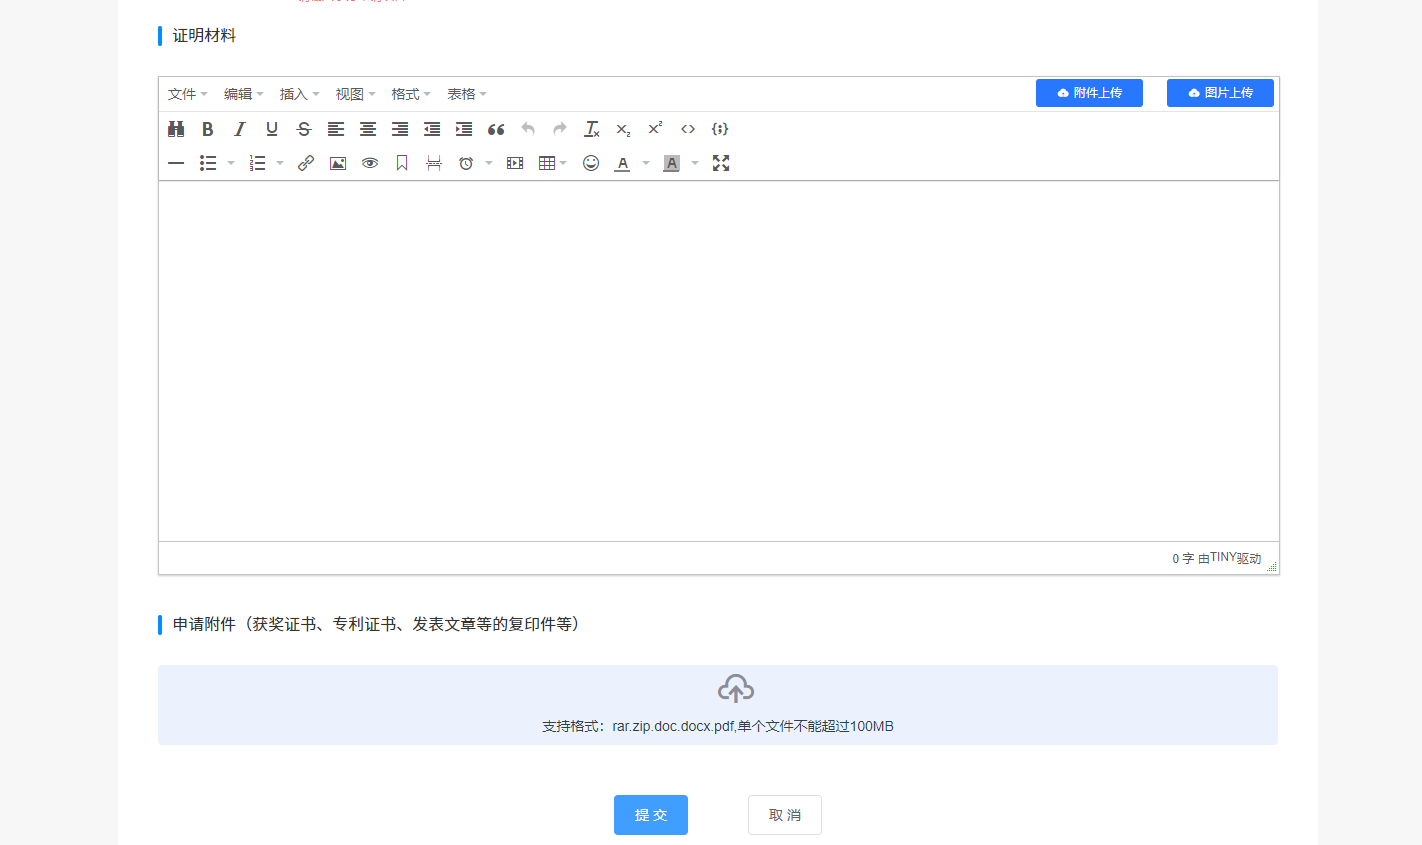 证明材料
文件 编辑 插入 视图 格式 表格 附件上传 图片上传
0 字 由TINY驱动
申请附件（获奖证书、专利证书、发表文章等的复印件等）
支持格式：rar.zip.doc.docx.pdf,单个文件不能超过100MB
提 交 取 消